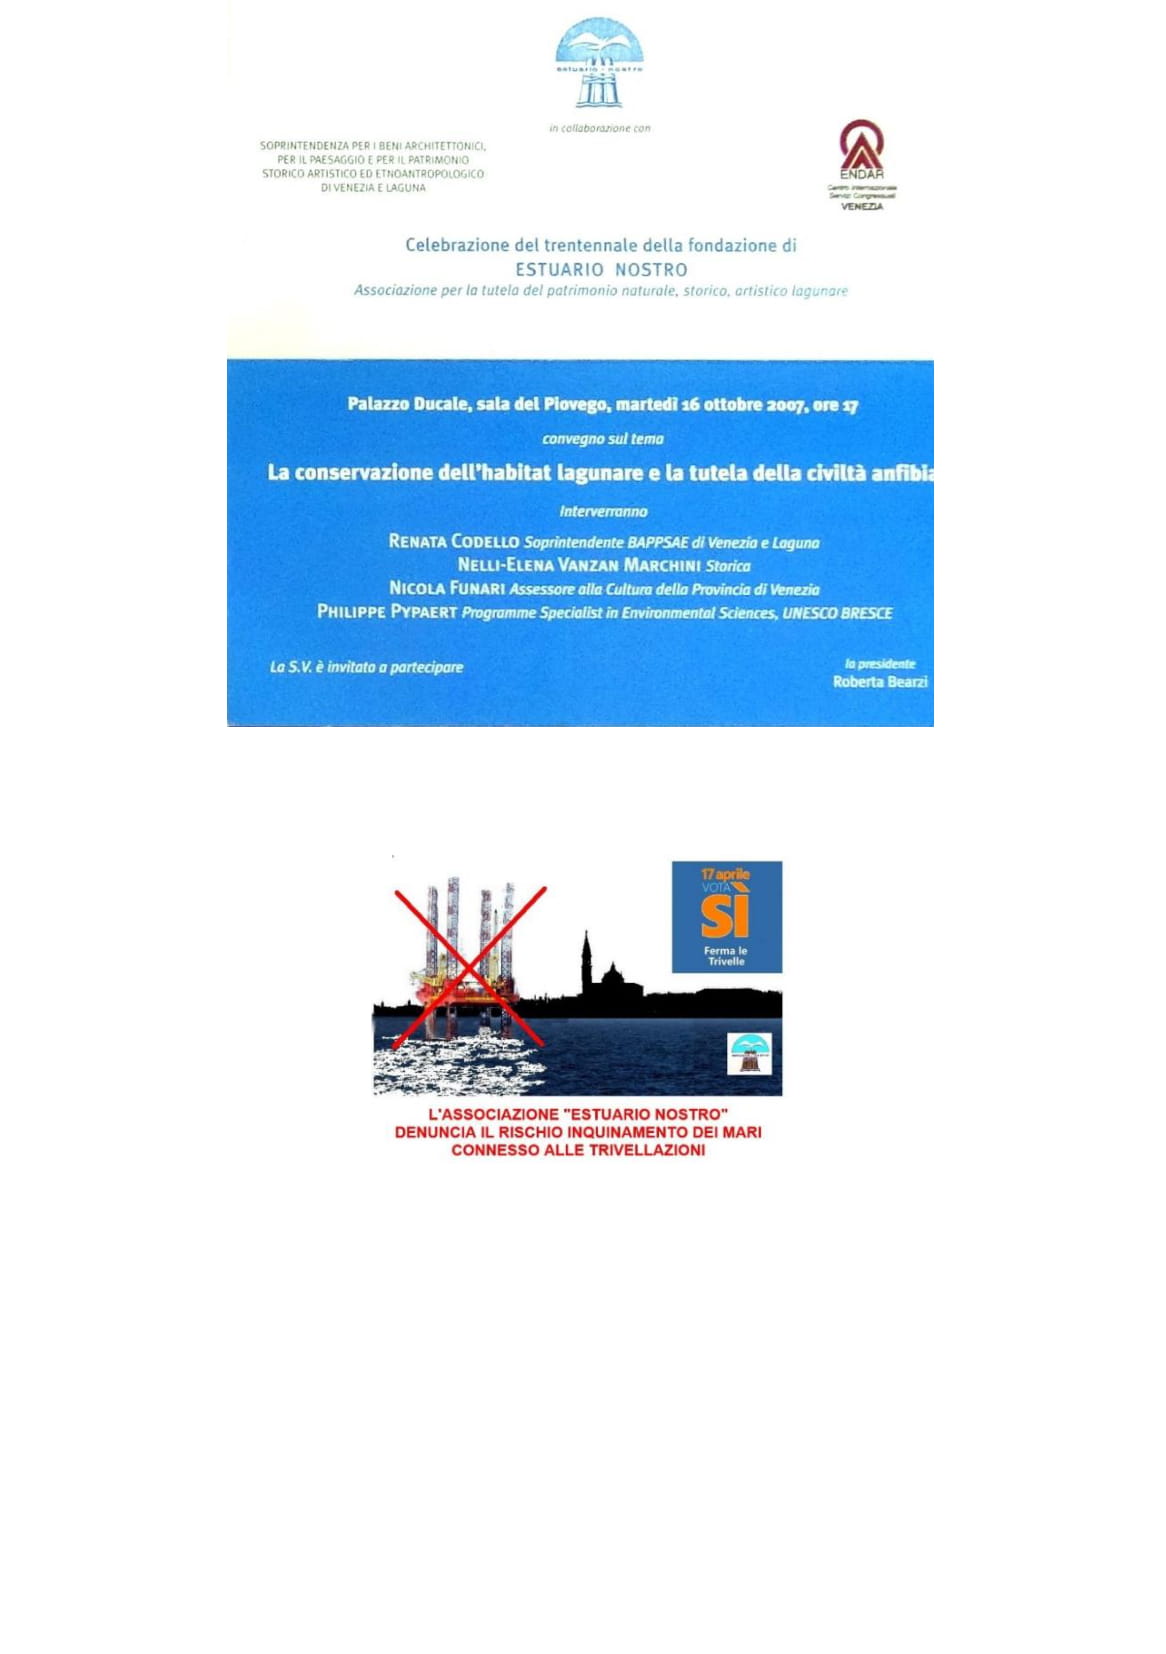 estuario - nostro
in collaborazione con
SOPRINTENDENZA PER I BENI ARCHITETTONICI,
PER IL PAESAGGIO E PER IL PATRIMONIO
STORICO ARTISTICO ED ETNOANTROPOLOGICO
DI VENEZIA E LAGUNA
ENDAR
Centro Internazionale
Servizi Congressuali
VENEZIA
Celebrazione del trentennale della fondazione di
ESTUARIO NOSTRO
Associazione per la tutela del patrimonio naturale, storico, artistico lagunare
Palazzo Ducale, sala del Piovego, martedì 16 ottobre 2007, ore 17
convegno sul tema
La conservazione dell'habitat lagunare e la tutela della civiltà anfibia
Interverranno
RENATA CODELLO Soprintendente BAPPSAE di Venezia e Laguna
NELLI-ELENA VANZAN MARCHINI Storica
NICOLA FUNARI Assessore alla Cultura della Provincia di Venezia
PHILIPPE PYPAERT Programme Specialist in Environmental Sciences, UNESCO BRESCE
La S.V. è invitata a partecipare
la presidente
Roberta Bearzi
17 aprile
VOTA
SÌ
Ferma le
Trivelle
L'ASSOCIAZIONE "ESTUARIO NOSTRO"
DENUNCIA IL RISCHIO INQUINAMENTO DEI MARI
CONNESSO ALLE TRIVELLAZIONI